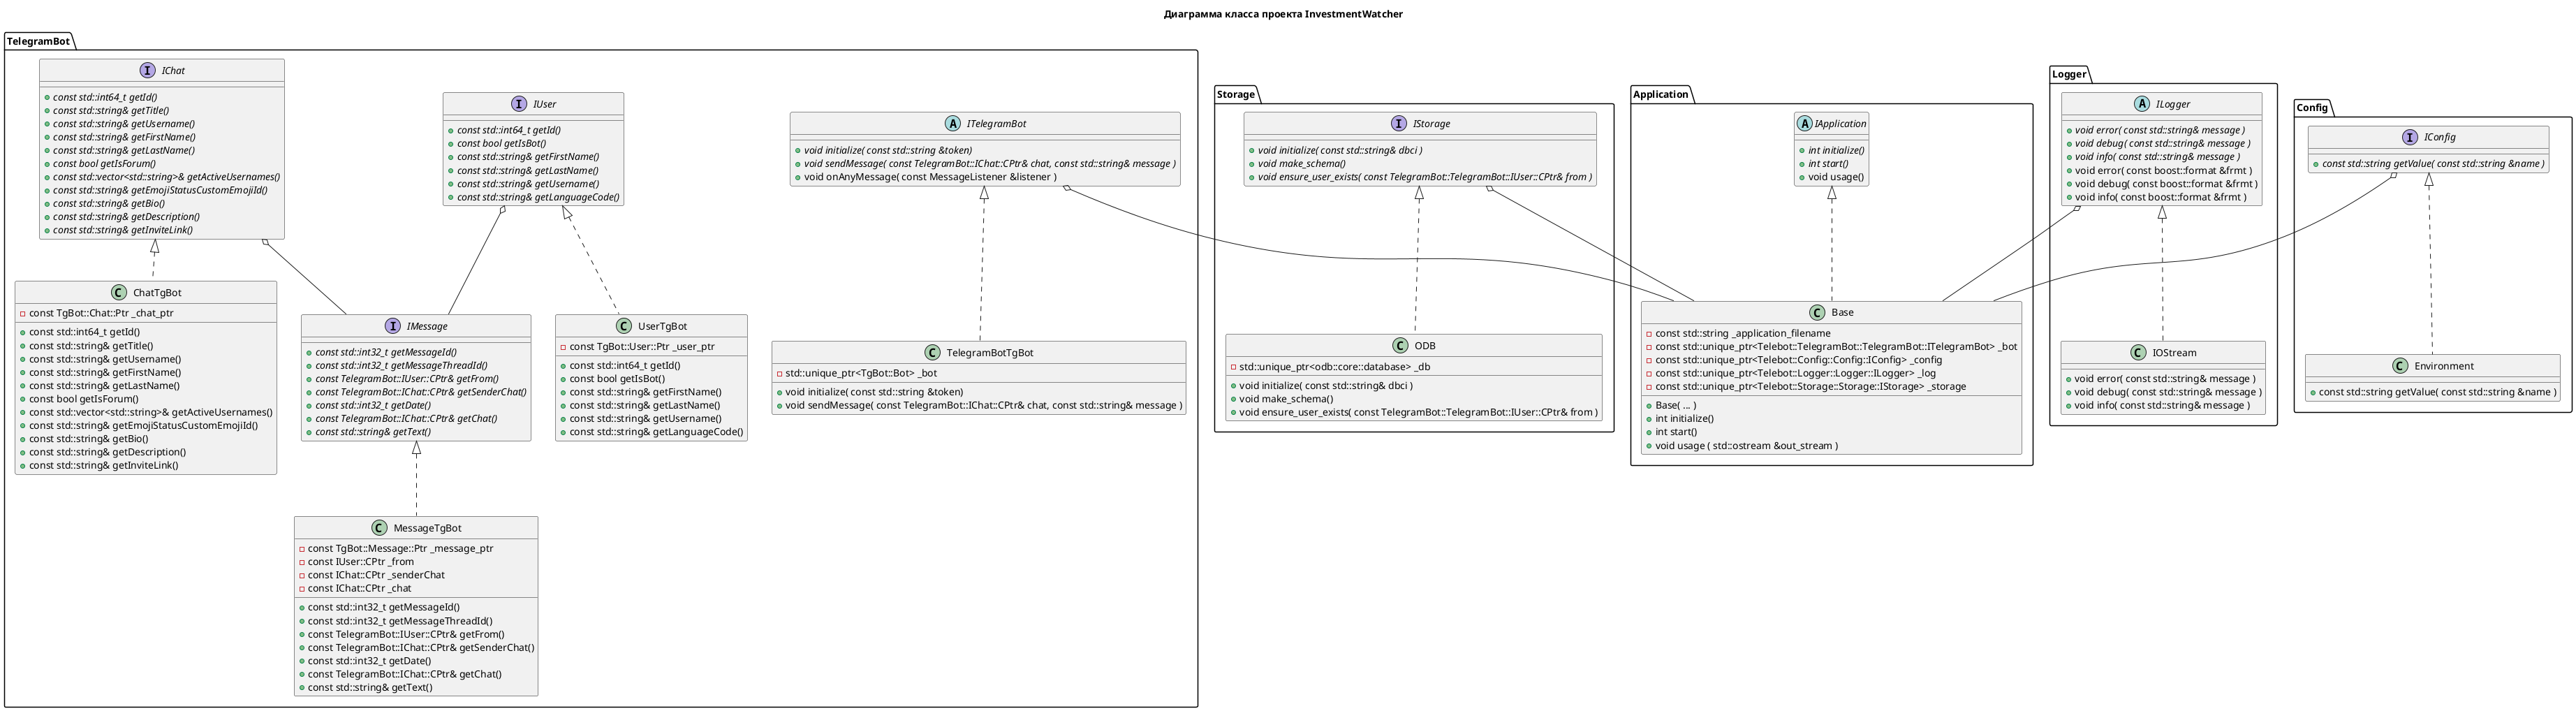 Диаграмма класса проекта InvestmentWatcher
TelegramBot
IChat
const std::int64_t getId()
const std::string& getTitle()
const std::string& getUsername()
const std::string& getFirstName()
const std::string& getLastName()
const bool getIsForum()
const std::vector<std::string>& getActiveUsernames()
const std::string& getEmojiStatusCustomEmojiId()
const std::string& getBio()
const std::string& getDescription()
const std::string& getInviteLink()
IUser
const std::int64_t getId()
const bool getIsBot()
const std::string& getFirstName()
const std::string& getLastName()
const std::string& getUsername()
const std::string& getLanguageCode()
ITelegramBot
void initialize( const std::string &token)
void sendMessage( const TelegramBot::IChat::CPtr& chat, const std::string& message )
void onAnyMessage( const MessageListener &listener )
ChatTgBot
const TgBot::Chat::Ptr _chat_ptr
const std::int64_t getId()
const std::string& getTitle()
const std::string& getUsername()
const std::string& getFirstName()
const std::string& getLastName()
const bool getIsForum()
const std::vector<std::string>& getActiveUsernames()
const std::string& getEmojiStatusCustomEmojiId()
const std::string& getBio()
const std::string& getDescription()
const std::string& getInviteLink()
IMessage
const std::int32_t getMessageId()
const std::int32_t getMessageThreadId()
const TelegramBot::IUser::CPtr& getFrom()
const TelegramBot::IChat::CPtr& getSenderChat()
const std::int32_t getDate()
const TelegramBot::IChat::CPtr& getChat()
const std::string& getText()
UserTgBot
const TgBot::User::Ptr _user_ptr
const std::int64_t getId()
const bool getIsBot()
const std::string& getFirstName()
const std::string& getLastName()
const std::string& getUsername()
const std::string& getLanguageCode()
TelegramBotTgBot
std::unique_ptr<TgBot::Bot> _bot
void initialize( const std::string &token)
void sendMessage( const TelegramBot::IChat::CPtr& chat, const std::string& message )
MessageTgBot
const TgBot::Message::Ptr _message_ptr
const IUser::CPtr _from
const IChat::CPtr _senderChat
const IChat::CPtr _chat
const std::int32_t getMessageId()
const std::int32_t getMessageThreadId()
const TelegramBot::IUser::CPtr& getFrom()
const TelegramBot::IChat::CPtr& getSenderChat()
const std::int32_t getDate()
const TelegramBot::IChat::CPtr& getChat()
const std::string& getText()
Storage
IStorage
void initialize( const std::string& dbci )
void make_schema()
void ensure_user_exists( const TelegramBot::TelegramBot::IUser::CPtr& from )
ODB
std::unique_ptr<odb::core::database> _db
void initialize( const std::string& dbci )
void make_schema()
void ensure_user_exists( const TelegramBot::TelegramBot::IUser::CPtr& from )
Application
IApplication
int initialize()
int start()
void usage()
Base
const std::string _application_filename
const std::unique_ptr<Telebot::TelegramBot::TelegramBot::ITelegramBot> _bot
const std::unique_ptr<Telebot::Config::Config::IConfig> _config
const std::unique_ptr<Telebot::Logger::Logger::ILogger> _log
const std::unique_ptr<Telebot::Storage::Storage::IStorage> _storage
Base( ... )
int initialize()
int start()
void usage ( std::ostream &out_stream )
Logger
ILogger
void error( const std::string& message )
void debug( const std::string& message )
void info( const std::string& message )
void error( const boost::format &frmt )
void debug( const boost::format &frmt )
void info( const boost::format &frmt )
IOStream
void error( const std::string& message )
void debug( const std::string& message )
void info( const std::string& message )
Config
IConfig
const std::string getValue( const std::string &name )
Environment
const std::string getValue( const std::string &name )